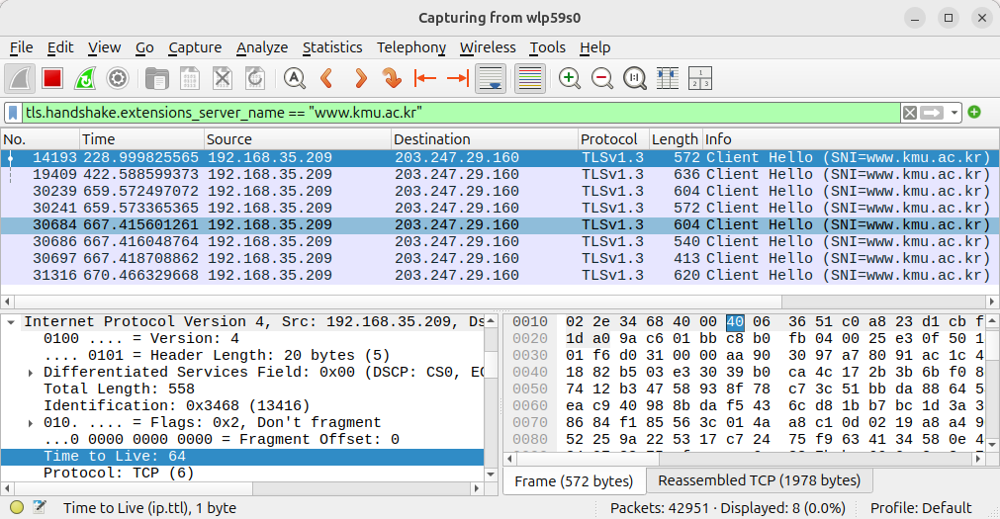 Capturing from wlp59s0
File Edit View Go Capture Analyze Statistics Telephony Wireless Tools Help
tls.handshake.extensions_server_name == "www.kmu.ac.kr"
No. Time Source Destination Protocol Length Info
14193 228.999825565 192.168.35.209 203.247.29.160 TLSv1.3 572 Client Hello (SNI=www.kmu.ac.kr)
19409 422.588599373 192.168.35.209 203.247.29.160 TLSv1.3 636 Client Hello (SNI=www.kmu.ac.kr)
30239 659.572497072 192.168.35.209 203.247.29.160 TLSv1.3 604 Client Hello (SNI=www.kmu.ac.kr)
30241 659.573365365 192.168.35.209 203.247.29.160 TLSv1.3 572 Client Hello (SNI=www.kmu.ac.kr)
30684 667.415601261 192.168.35.209 203.247.29.160 TLSv1.3 604 Client Hello (SNI=www.kmu.ac.kr)
30686 667.416048764 192.168.35.209 203.247.29.160 TLSv1.3 540 Client Hello (SNI=www.kmu.ac.kr)
30697 667.418708862 192.168.35.209 203.247.29.160 TLSv1.3 413 Client Hello (SNI=www.kmu.ac.kr)
31316 670.466329668 192.168.35.209 203.247.29.160 TLSv1.3 620 Client Hello (SNI=www.kmu.ac.kr)
Internet Protocol Version 4, Src: 192.168.35.209, Ds
0100 .... = Version: 4
.... 0101 = Header Length: 20 bytes (5)
Differentiated Services Field: 0x00 (DSCP: CS0, EC
Total Length: 558
Identification: 0x3468 (13416)
010. .... = Flags: 0x2, Don't fragment
...0 0000 0000 0000 = Fragment Offset: 0
Time to Live: 64
Protocol: TCP (6)
0010 02 2e 34 68 40 00 40 06 36 51 c0 a8 23 d1 cb f
0020 1d a0 9a c6 01 bb c8 b0 fb 04 00 25 e3 0f 50 1
0030 01 f6 d0 31 00 00 aa 90 30 97 a7 80 91 ac 1c 4
0040 18 82 b5 03 e3 30 39 b0 ca 4c 17 2b 3b 6b f0 8
0050 74 12 b3 47 58 93 8f 78 c7 3c 51 bb da 88 64 5
0060 ea c9 40 98 8b da f5 43 6c d8 1b b7 bc 1d 3a 3
0070 86 84 f1 85 56 3c 01 4a a8 c1 0d 02 19 a8 a4 9
0080 52 25 9a 22 53 17 c7 24 75 f9 63 41 34 58 0e 4
Frame (572 bytes) Reassembled TCP (1978 bytes)
Time to Live (ip.ttl), 1 byte Packets: 42951 · Displayed: 8 (0.0%) Profile: Default